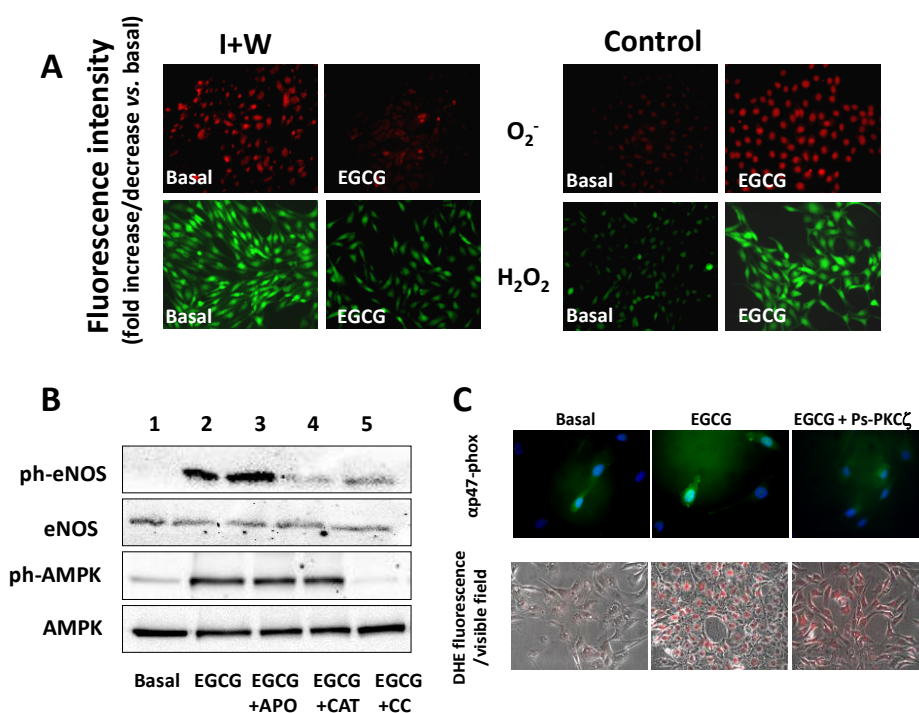 A
Fluorescence intensity
(fold increase/decrease vs. basal)
I+W
Control
Basal
EGCG
O₂⁻
Basal
EGCG
Basal
EGCG
H₂O₂
Basal
EGCG
B
1 2 3 4 5
ph-eNOS
eNOS
ph-AMPK
AMPK
Basal EGCG EGCG +APO EGCG +CAT EGCG +CC
C
Basal
EGCG
EGCG + Ps-PKCζ
αp47-phox
DHE fluorescence
/visible field